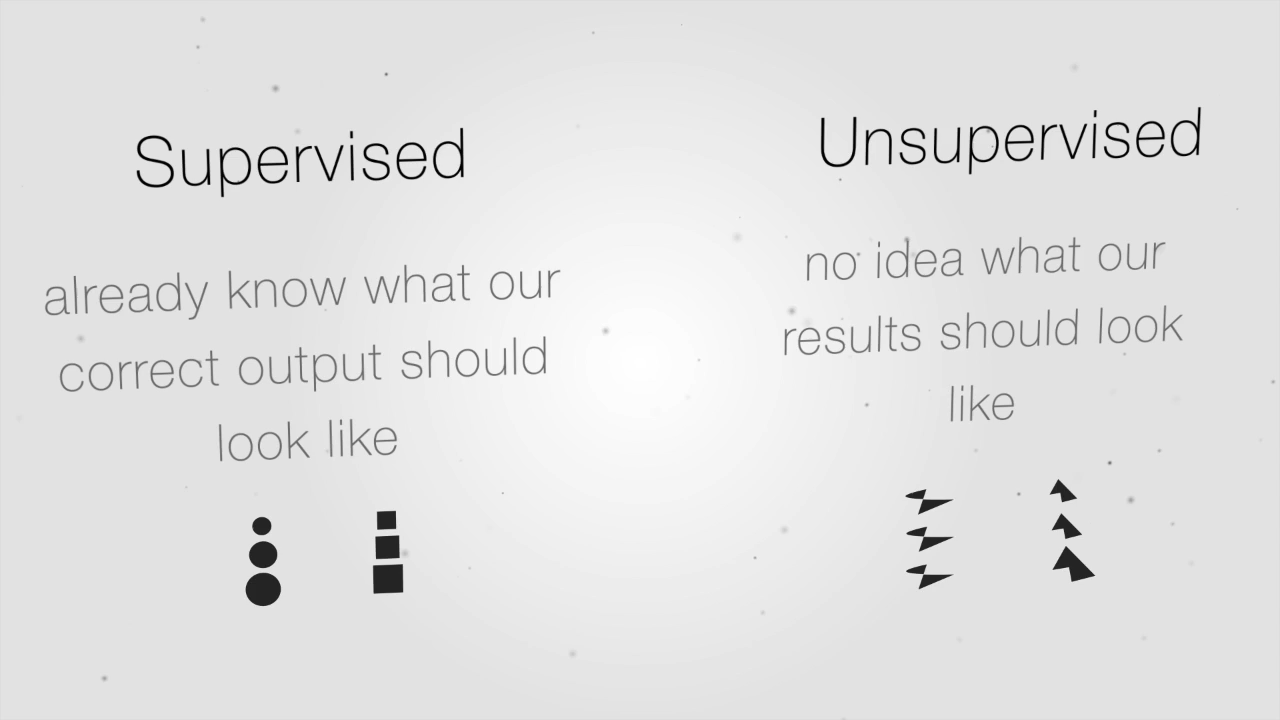 Supervised
already know what our
correct output should
look like
Unsupervised
no idea what our
results should look
like